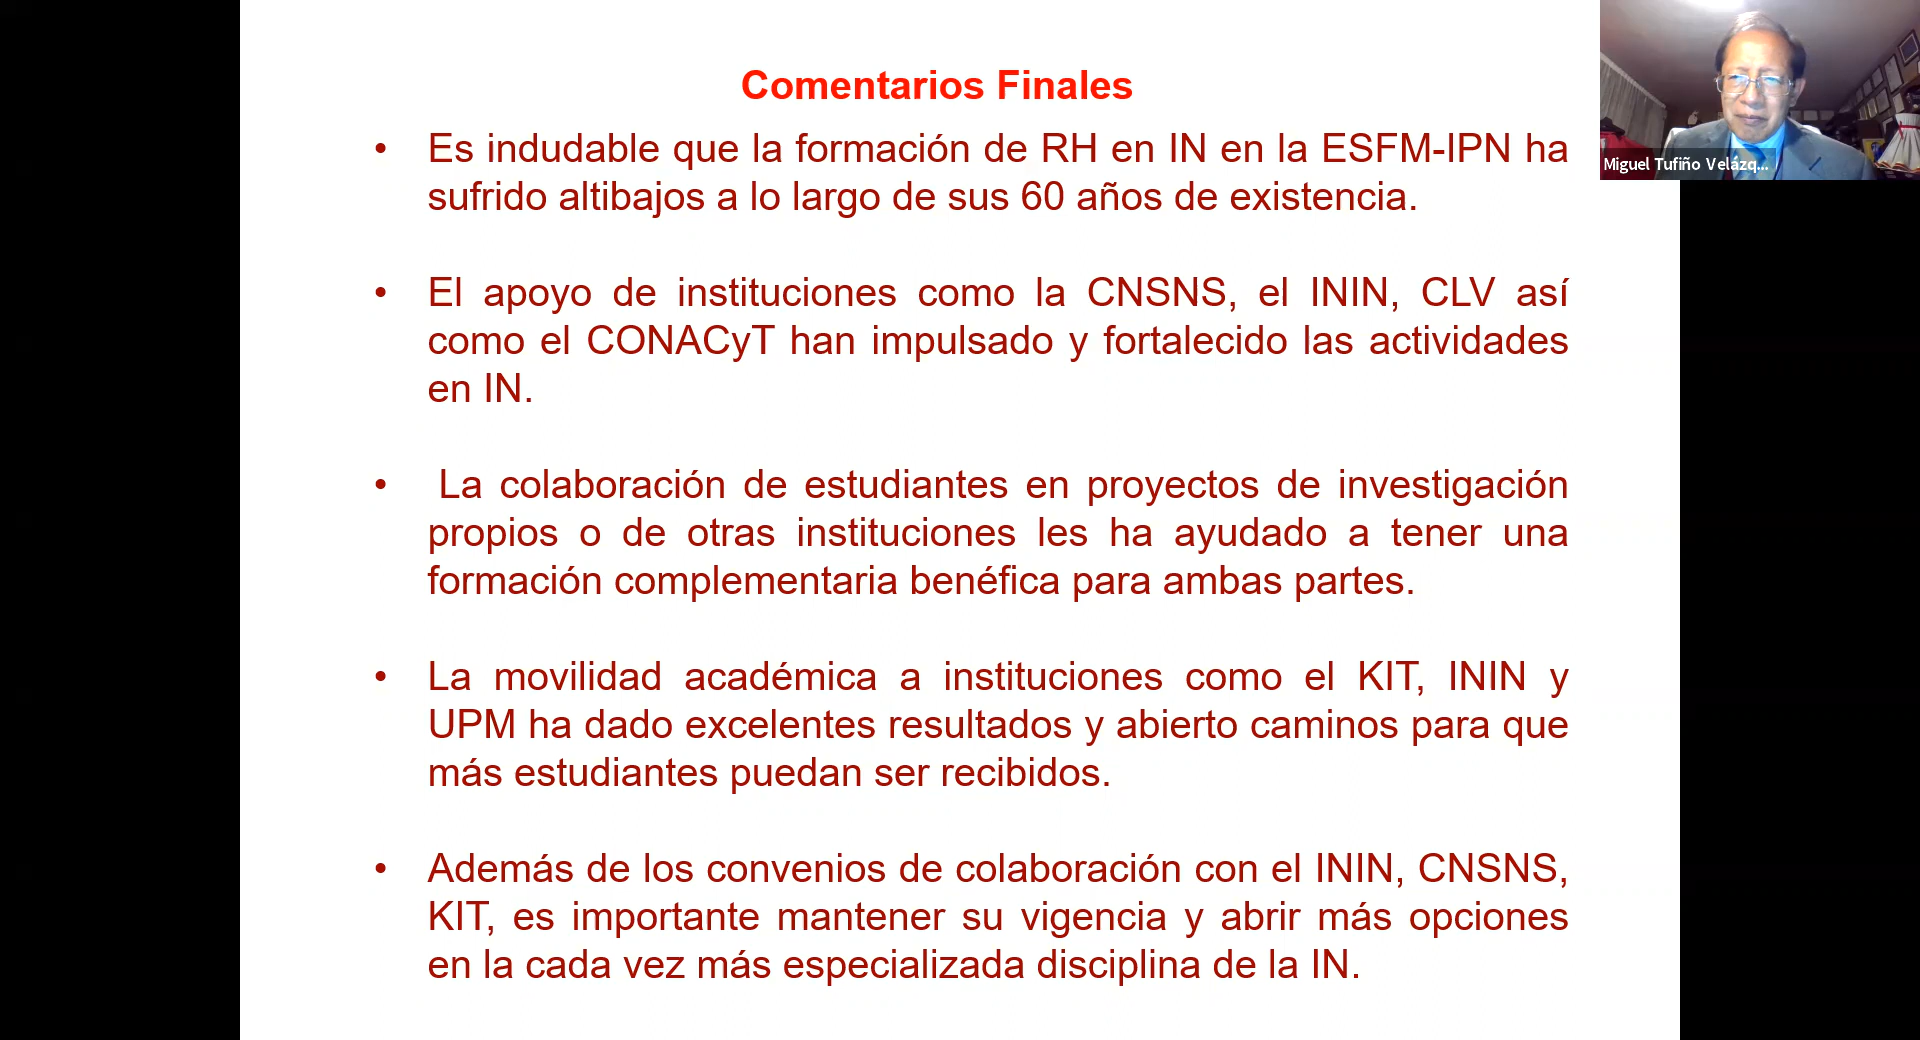 Comentarios Finales
• Es indudable que la formación de RH en IN en la ESFM-IPN ha
sufrido altibajos a lo largo de sus 60 años de existencia.
• El apoyo de instituciones como la CNSNS, el ININ, CLV así
como el CONACyT han impulsado y fortalecido las actividades
en IN.
• La colaboración de estudiantes en proyectos de investigación
propios o de otras instituciones les ha ayudado a tener una
formación complementaria benéfica para ambas partes.
• La movilidad académica a instituciones como el KIT, ININ y
UPM ha dado excelentes resultados y abierto caminos para que
más estudiantes puedan ser recibidos.
• Además de los convenios de colaboración con el ININ, CNSNS,
KIT, es importante mantener su vigencia y abrir más opciones
en la cada vez más especializada disciplina de la IN.
Miguel Tufiño Velázq...